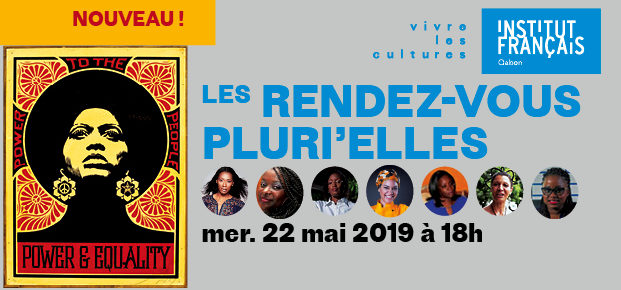 NOUVEAU !
vivre
les
cultures
INSTITUT
FRANÇAIS
Gabon
TO THE
POWER
PEOPLE
POWER & EQUALITY
LES RENDEZ-VOUS
PLURI’ELLES
mer. 22 mai 2019 à 18h